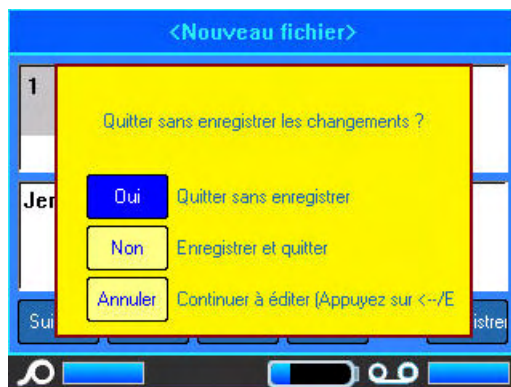 <Nouveau fichier>
1
Quitter sans enregistrer les changements ?
Jer
Oui Quitter sans enregistrer
Non Enregistrer et quitter
Annuler Continuer à éditer (Appuyez sur <--/E
Sui
istrer